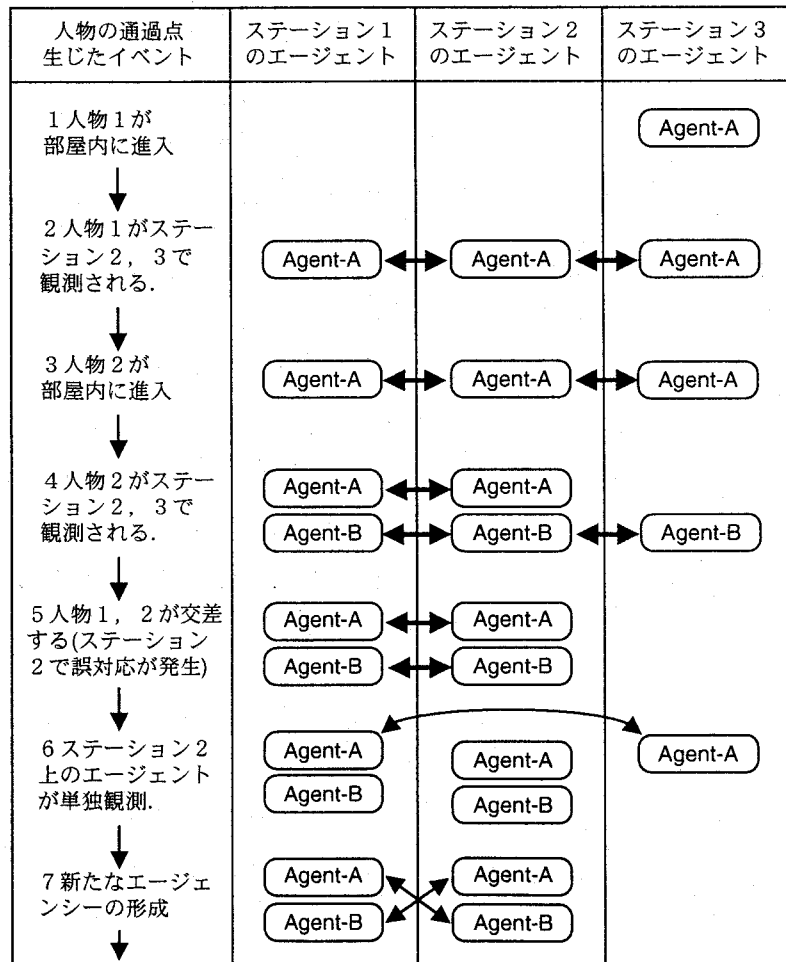 人物の通過点
生じたイベント
ステーション１
のエージェント
ステーション２
のエージェント
ステーション３
のエージェント
１人物１が
部屋内に進入
Agent-A
２人物１がステー
ション２，３で
観測される.
Agent-A
Agent-A
Agent-A
３人物２が
部屋内に進入
Agent-A
Agent-A
Agent-A
４人物２がステー
ション２，３で
観測される.
Agent-A
Agent-A
Agent-B
Agent-B
Agent-B
５人物１，２が交差
する(ステーション
２で誤対応が発生)
Agent-A
Agent-A
Agent-B
Agent-B
６ステーション２
上のエージェント
が単独観測.
Agent-A
Agent-A
Agent-A
Agent-B
Agent-B
７新たなエージェ
ンシーの形成
Agent-A
Agent-A
Agent-B
Agent-B